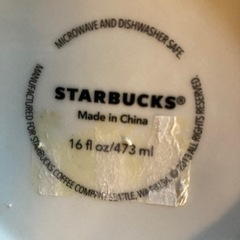 MICROWAVE AND DISHWASHER SAFE.
STARBUCKS®
Made in China
16 fl oz/473 ml
MANUFACTURED FOR STARBUCKS COFFEE COMPANY SEATTLE, WA © 2013 ALL RIGHTS RESERVED